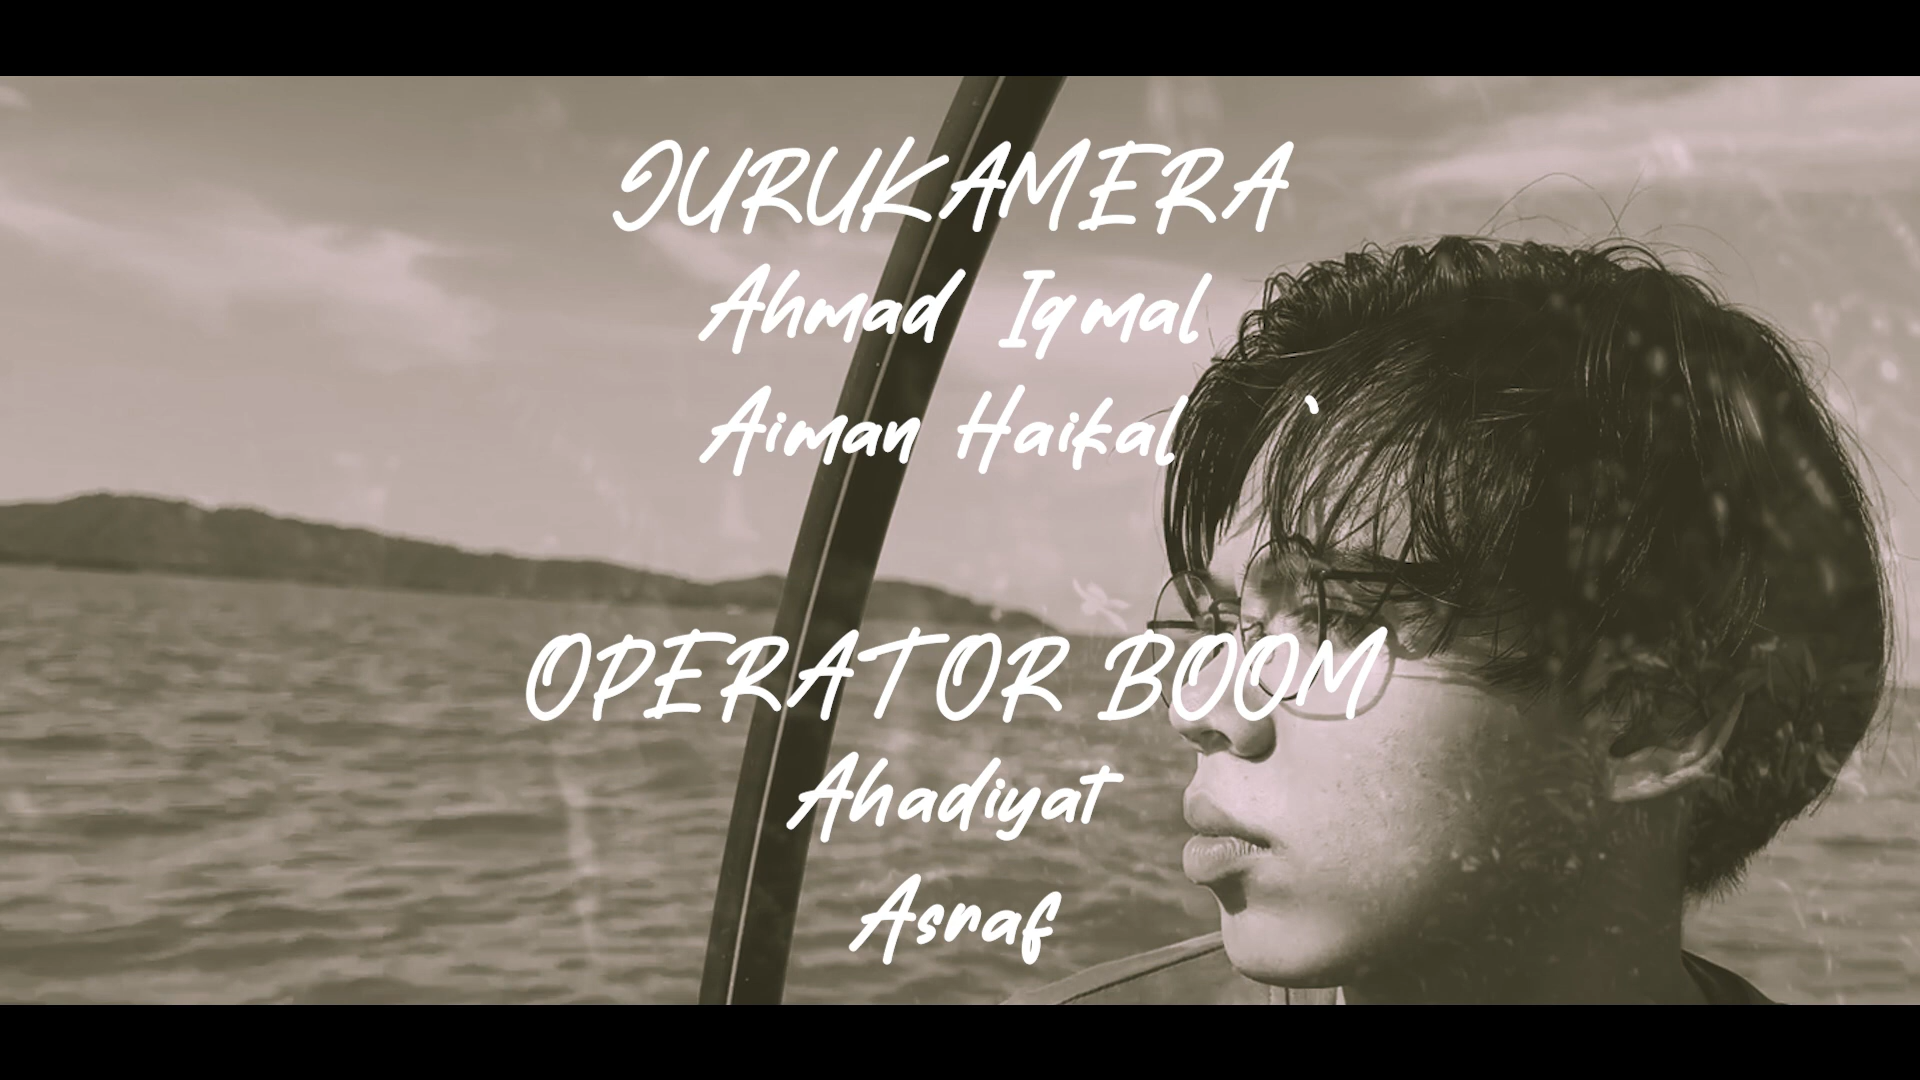 JURUKAMERA
Ahmad Iqmal
Aiman Haikal `
OPERATOR BOOM
Ahadiyat
Asraf